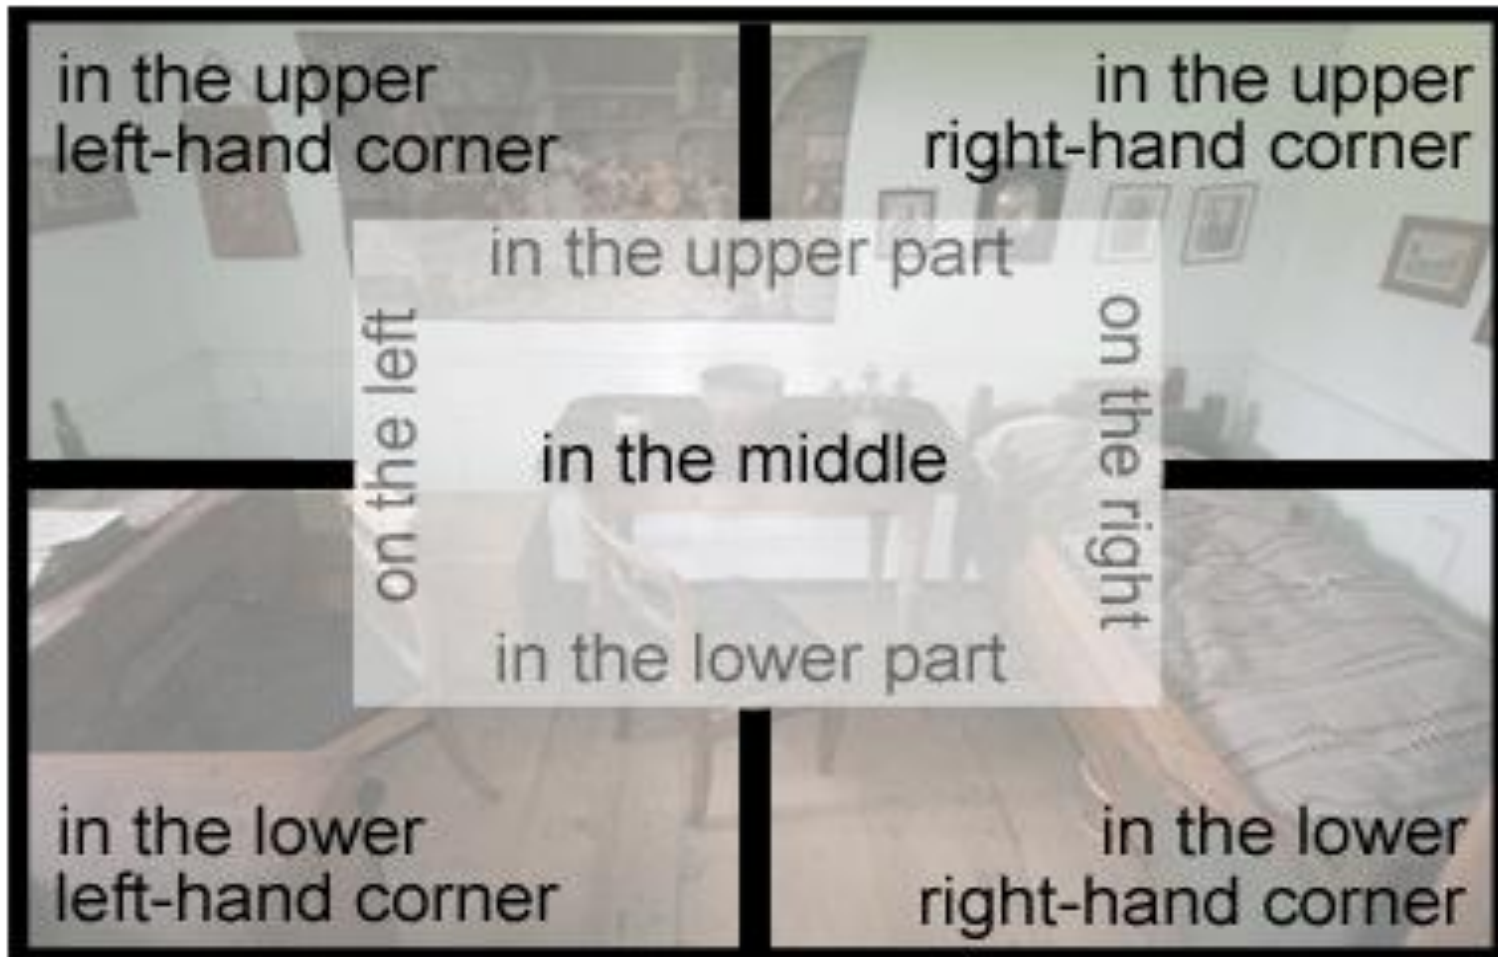 in the upper
left-hand corner
in the upper
right-hand corner
in the upper part
on the left
in the middle
on the right
in the lower part
in the lower
left-hand corner
in the lower
right-hand corner